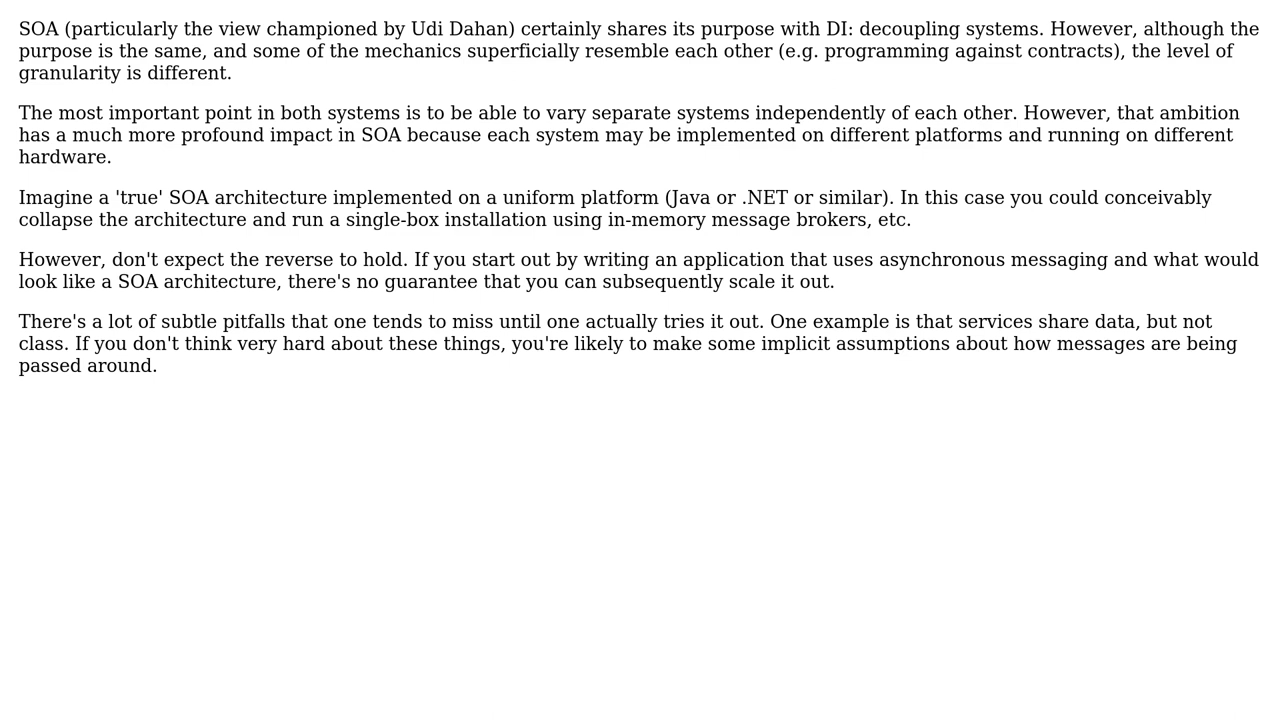 SOA (particularly the view championed by Udi Dahan) certainly shares its purpose with DI: decoupling systems. However, although the
purpose is the same, and some of the mechanics superficially resemble each other (e.g. programming against contracts), the level of
granularity is different.
The most important point in both systems is to be able to vary separate systems independently of each other. However, that ambition
has a much more profound impact in SOA because each system may be implemented on different platforms and running on different
hardware.
Imagine a 'true' SOA architecture implemented on a uniform platform (Java or .NET or similar). In this case you could conceivably
collapse the architecture and run a single-box installation using in-memory message brokers, etc.
However, don't expect the reverse to hold. If you start out by writing an application that uses asynchronous messaging and what would
look like a SOA architecture, there's no guarantee that you can subsequently scale it out.
There's a lot of subtle pitfalls that one tends to miss until one actually tries it out. One example is that services share data, but not
class. If you don't think very hard about these things, you're likely to make some implicit assumptions about how messages are being
passed around.